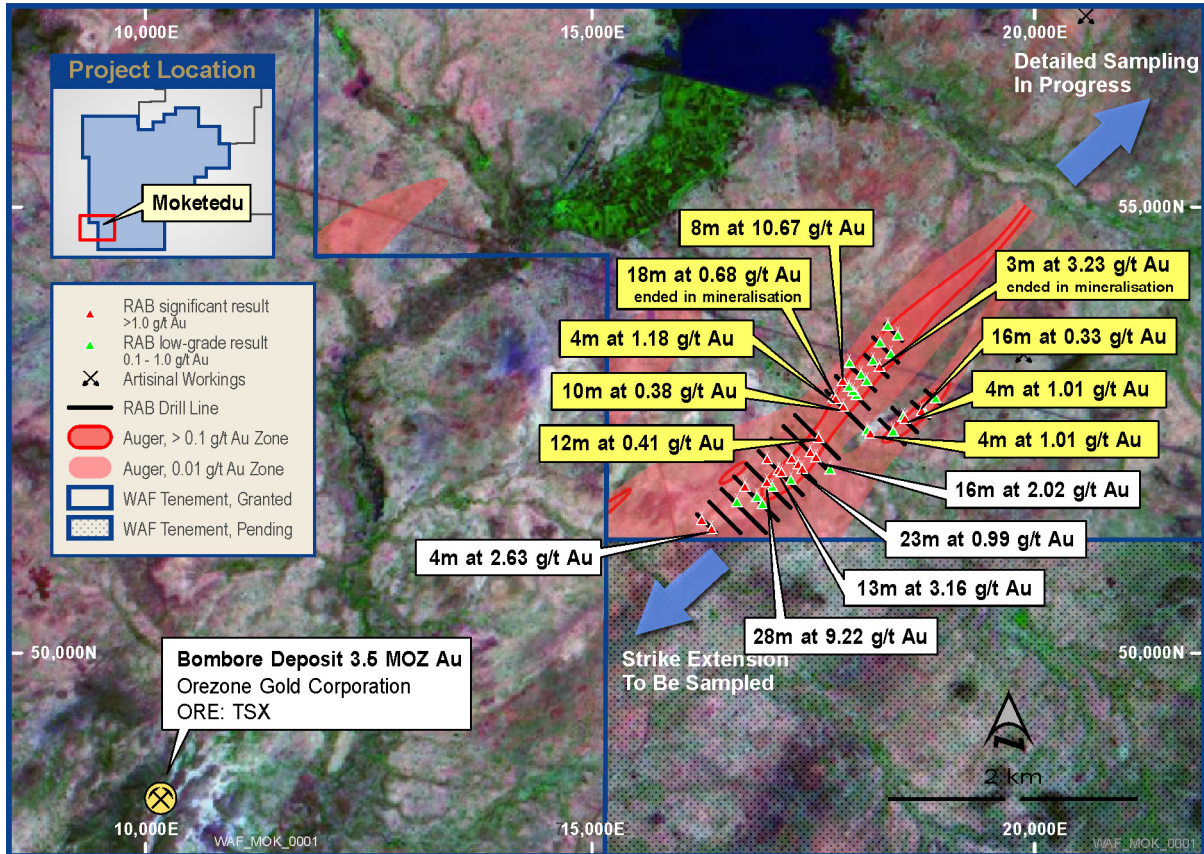 10,000E
15,000E
20,000E
Project Location
Moketedu
Detailed Sampling
In Progress
55,000N
8m at 10.67 g/t Au
18m at 0.68 g/t Au
ended in mineralisation
3m at 3.23 g/t Au
ended in mineralisation
4m at 1.18 g/t Au
16m at 0.33 g/t Au
10m at 0.38 g/t Au
4m at 1.01 g/t Au
12m at 0.41 g/t Au
4m at 1.01 g/t Au
16m at 2.02 g/t Au
23m at 0.99 g/t Au
4m at 2.63 g/t Au
13m at 3.16 g/t Au
28m at 9.22 g/t Au
RAB significant result
>1.0 g/t Au
RAB low-grade result
0.1 - 1.0 g/t Au
Artisinal Workings
RAB Drill Line
Auger, > 0.1 g/t Au Zone
Auger, 0.01 g/t Au Zone
WAF Tenement, Granted
WAF Tenement, Pending
50,000N
50,000N
Strike Extension
To Be Sampled
Bombore Deposit 3.5 MOZ Au
Orezone Gold Corporation
ORE: TSX
N
2 km
10,000E
15,000E
20,000E
WAF_MOK_0001
WAF_MOK_0001